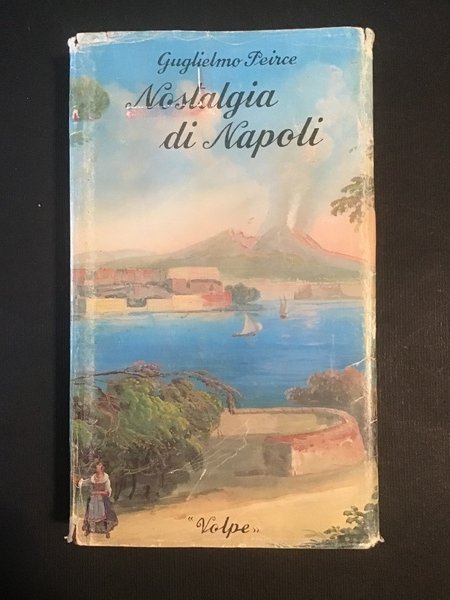 Guglielmo Peirce
Nostalgia
di Napoli
"Volpe„